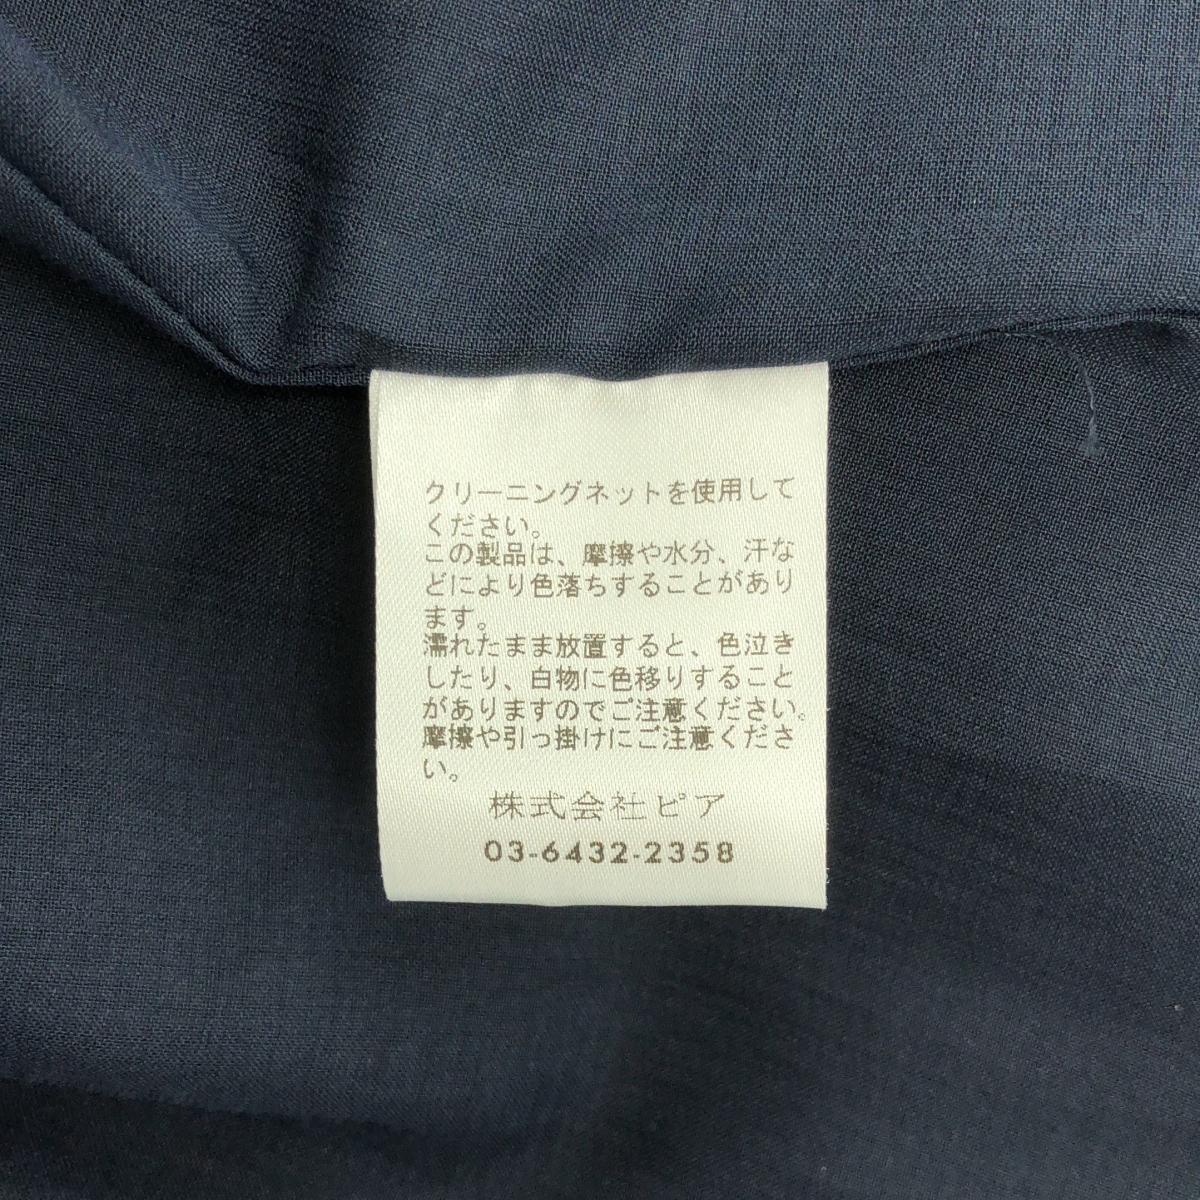 クリーニングネットを使用して
ください。
この製品は、摩擦や水分、汗な
どにより色落ちすることがあり
ます。
濡れたまま放置すると、色泣き
したり、白物に色移りすること
がありますのでご注意ください。
摩擦や引っ掛けにご注意くださ
い。
株式会社ピア
03-6432-2358